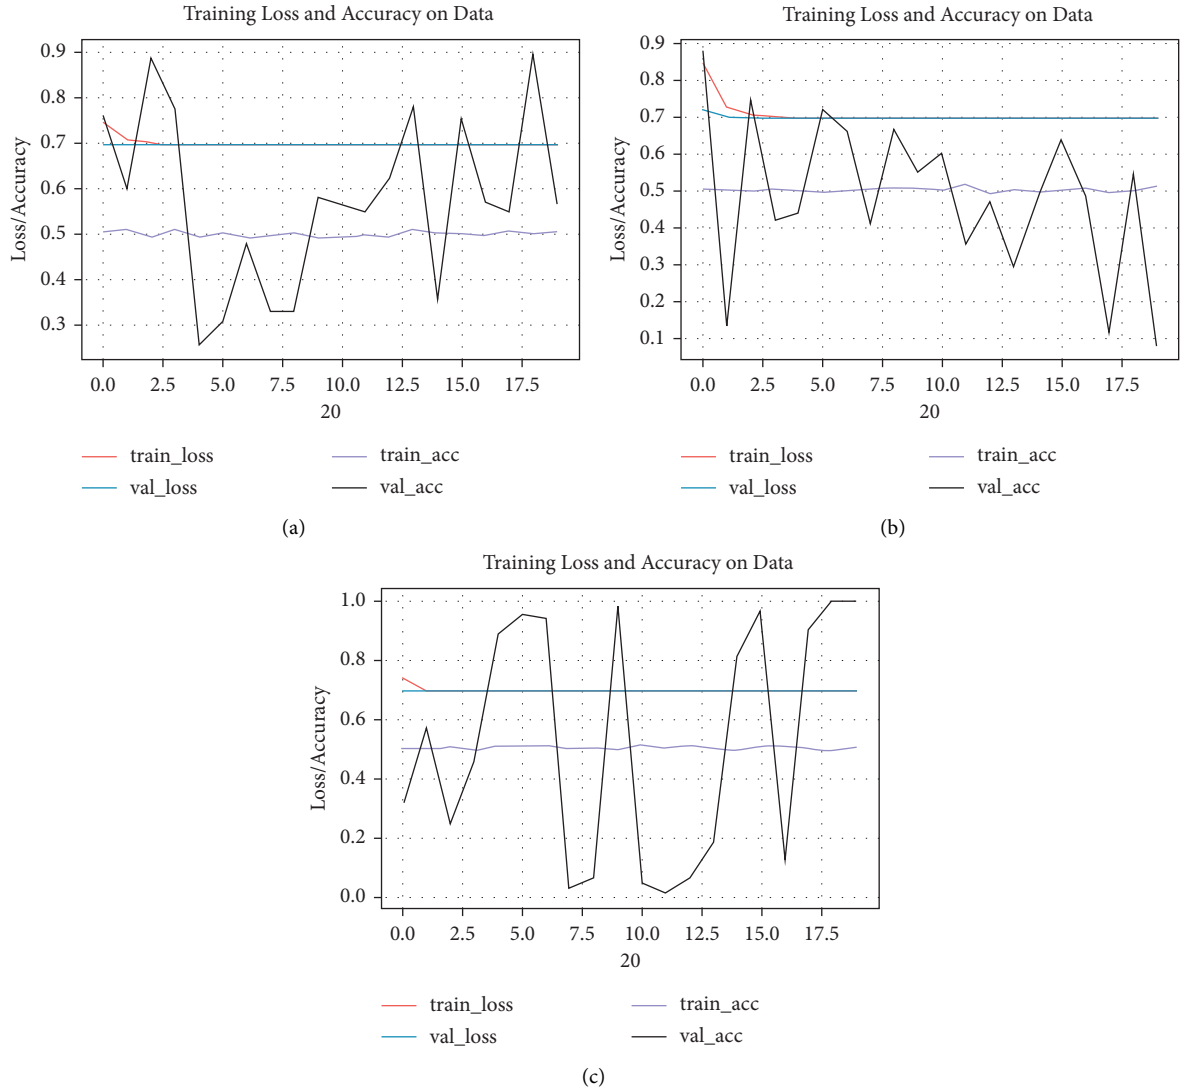 Training Loss and Accuracy on Data
Loss/Accuracy
0.9
0.8
0.7
0.6
0.5
0.4
0.3
0.0 2.5 5.0 7.5 10.0 12.5 15.0 17.5
20
train_loss train_acc
val_loss val_acc
(a)
Training Loss and Accuracy on Data
Loss/Accuracy
0.9
0.8
0.7
0.6
0.5
0.4
0.3
0.2
0.1
0.0 2.5 5.0 7.5 10.0 12.5 15.0 17.5
20
train_loss train_acc
val_loss val_acc
(b)
Training Loss and Accuracy on Data
Loss/Accuracy
1.0
0.8
0.6
0.4
0.2
0.0
0.0 2.5 5.0 7.5 10.0 12.5 15.0 17.5
20
train_loss train_acc
val_loss val_acc
(c)